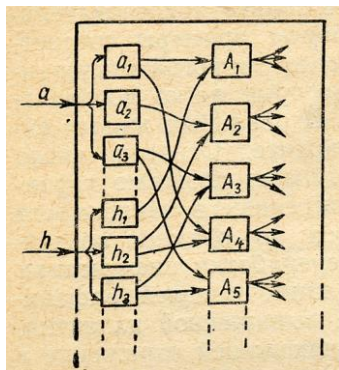 a₁ A₁
a a₂ A₂
a₃ A₃
h₁
h h₂ A₄
h₃ A₅